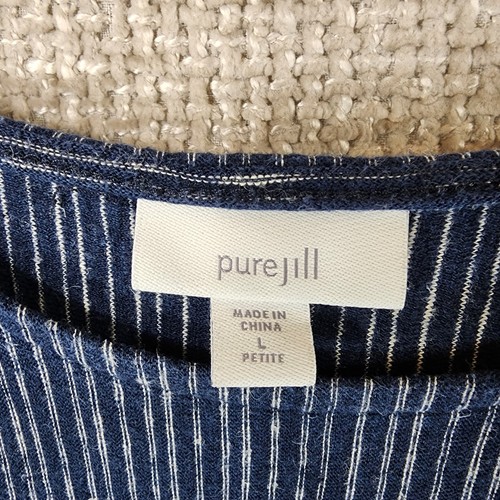 purejill
MADE IN
CHINA
L
PETITE